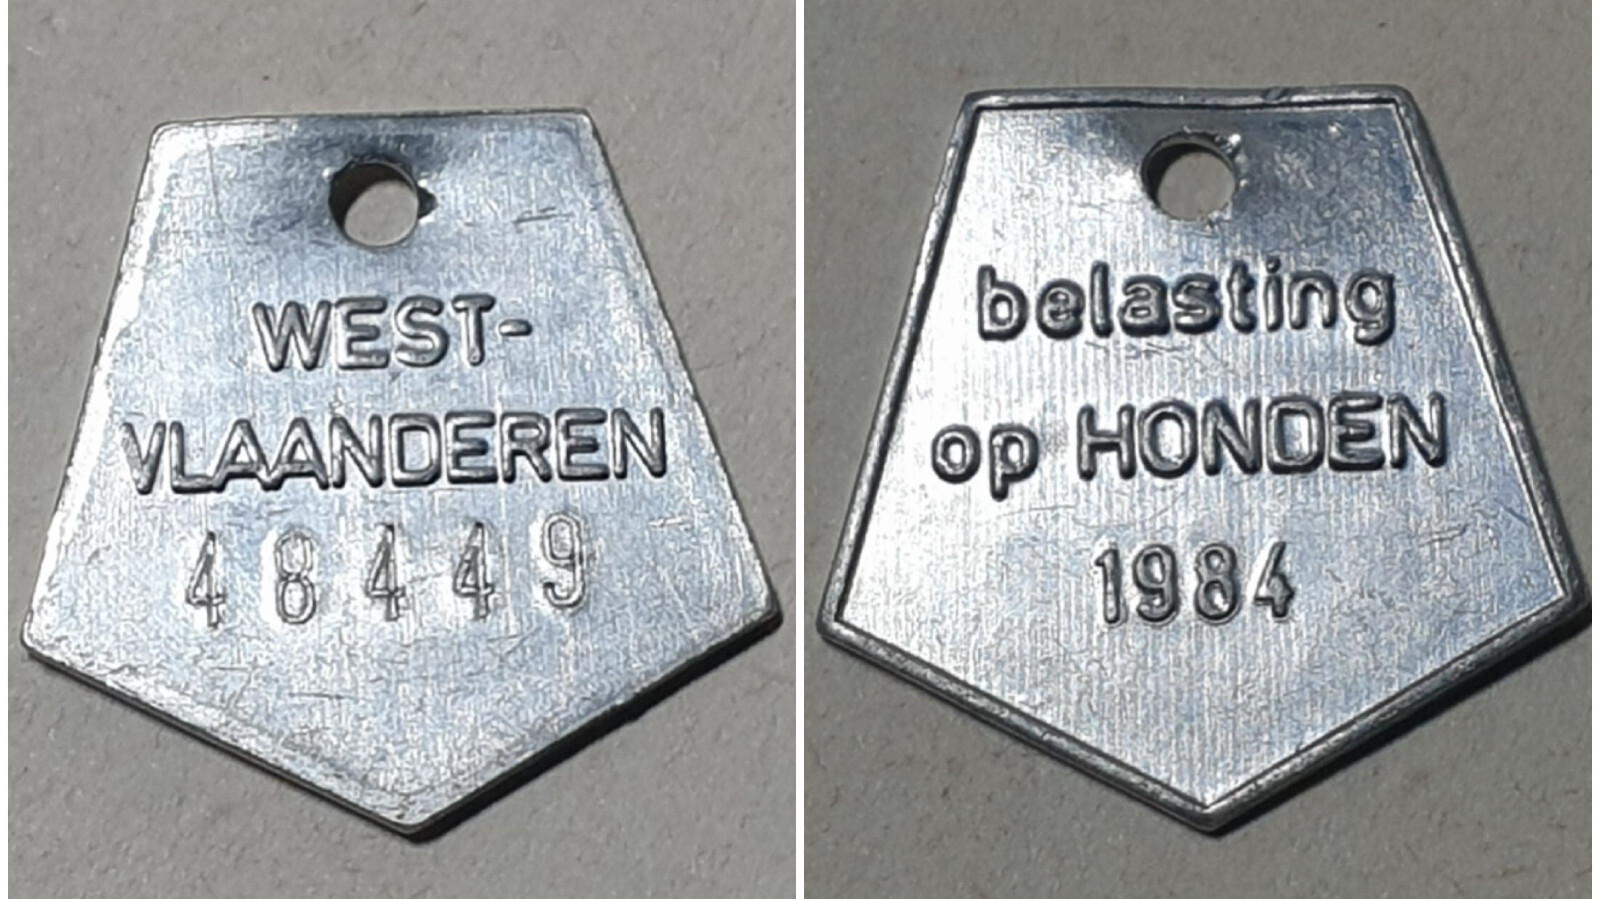 WEST-
VLAANDEREN
48449
belasting
op HONDEN
1984